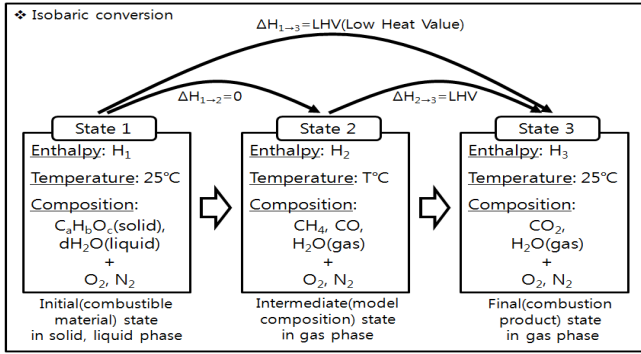 ❖ Isobaric conversion
ΔH₁→₃=LHV(Low Heat Value)
ΔH₁→₂=0
ΔH₂→₃=LHV
State 1
Enthalpy: H₁
Temperature: 25℃
Composition:
CₐH_bO_c(solid),
dH₂O(liquid)
+
O₂, N₂
Initial(combustible
material) state
in solid, liquid phase
State 2
Enthalpy: H₂
Temperature: T℃
Composition:
CH₄, CO,
H₂O(gas)
+
O₂, N₂
Intermediate(model
composition) state
in gas phase
State 3
Enthalpy: H₃
Temperature: 25℃
Composition:
CO₂,
H₂O(gas)
+
O₂, N₂
Final(combustion
product) state
in gas phase